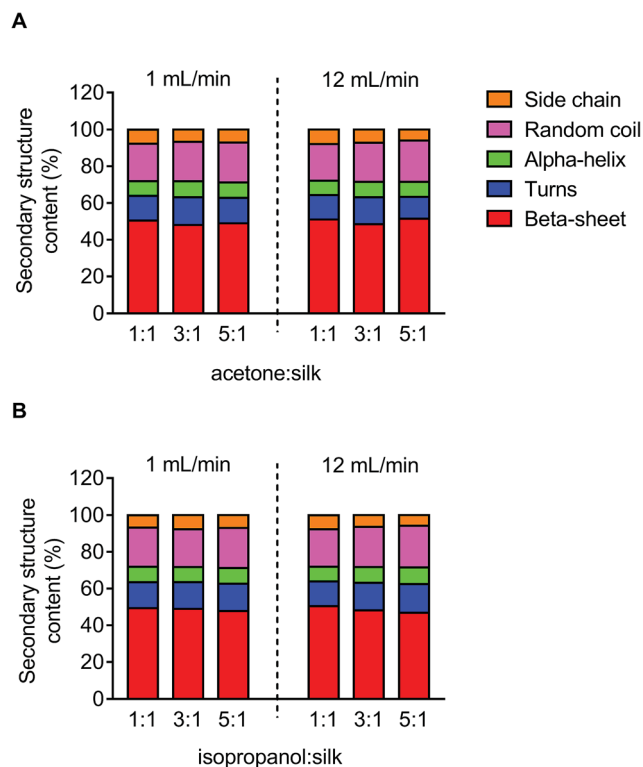 A
1 mL/min
12 mL/min
Secondary structure
content (%)
120
100
80
60
40
20
0
1:1 3:1 5:1 1:1 3:1 5:1
acetone:silk
Side chain
Random coil
Alpha-helix
Turns
Beta-sheet
B
1 mL/min
12 mL/min
Secondary structure
content (%)
120
100
80
60
40
20
0
1:1 3:1 5:1 1:1 3:1 5:1
isopropanol:silk